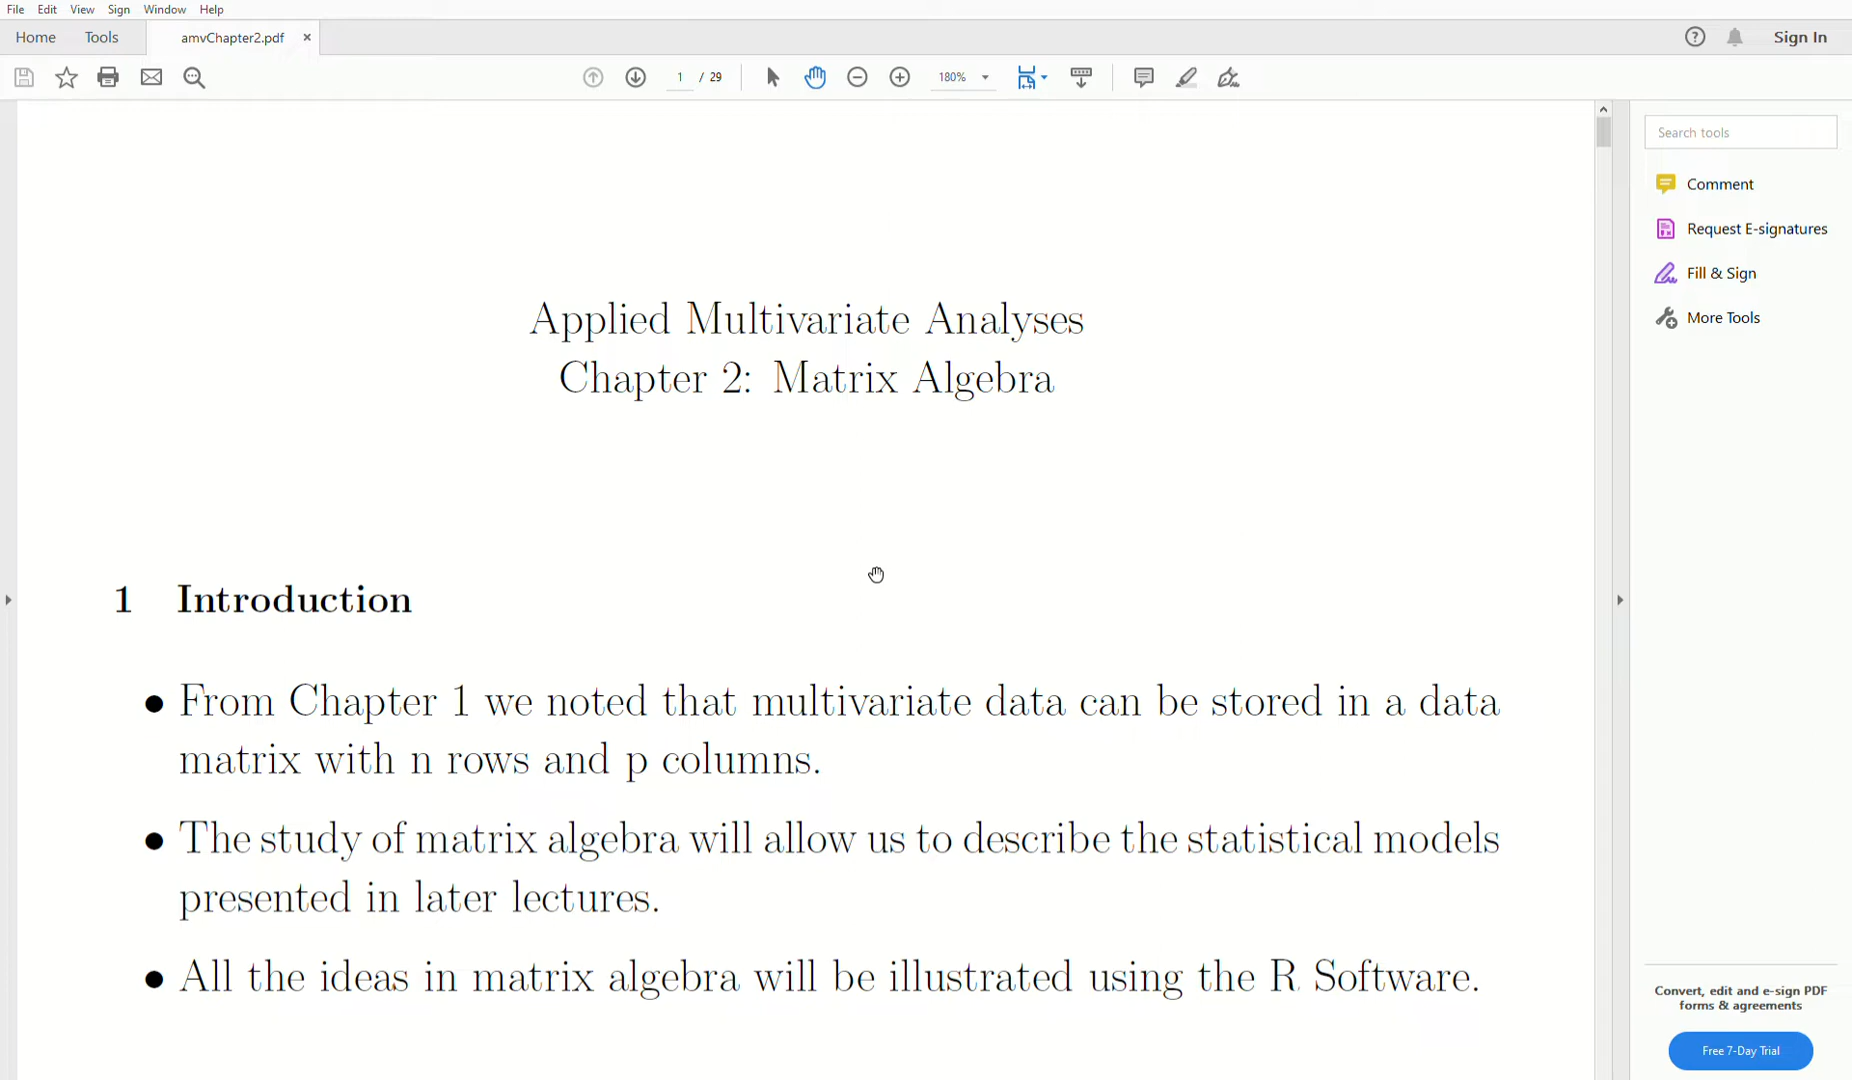 File Edit View Sign Window Help
Home Tools amvChapter2.pdf × Sign In
1 / 29 180%
Search tools
Comment
Request E-signatures
Fill & Sign
More Tools
Applied Multivariate Analyses
Chapter 2: Matrix Algebra
1 Introduction
• From Chapter 1 we noted that multivariate data can be stored in a data
matrix with n rows and p columns.
• The study of matrix algebra will allow us to describe the statistical models
presented in later lectures.
• All the ideas in matrix algebra will be illustrated using the R Software.
Convert, edit and e-sign PDF
forms & agreements
Free 7-Day Trial